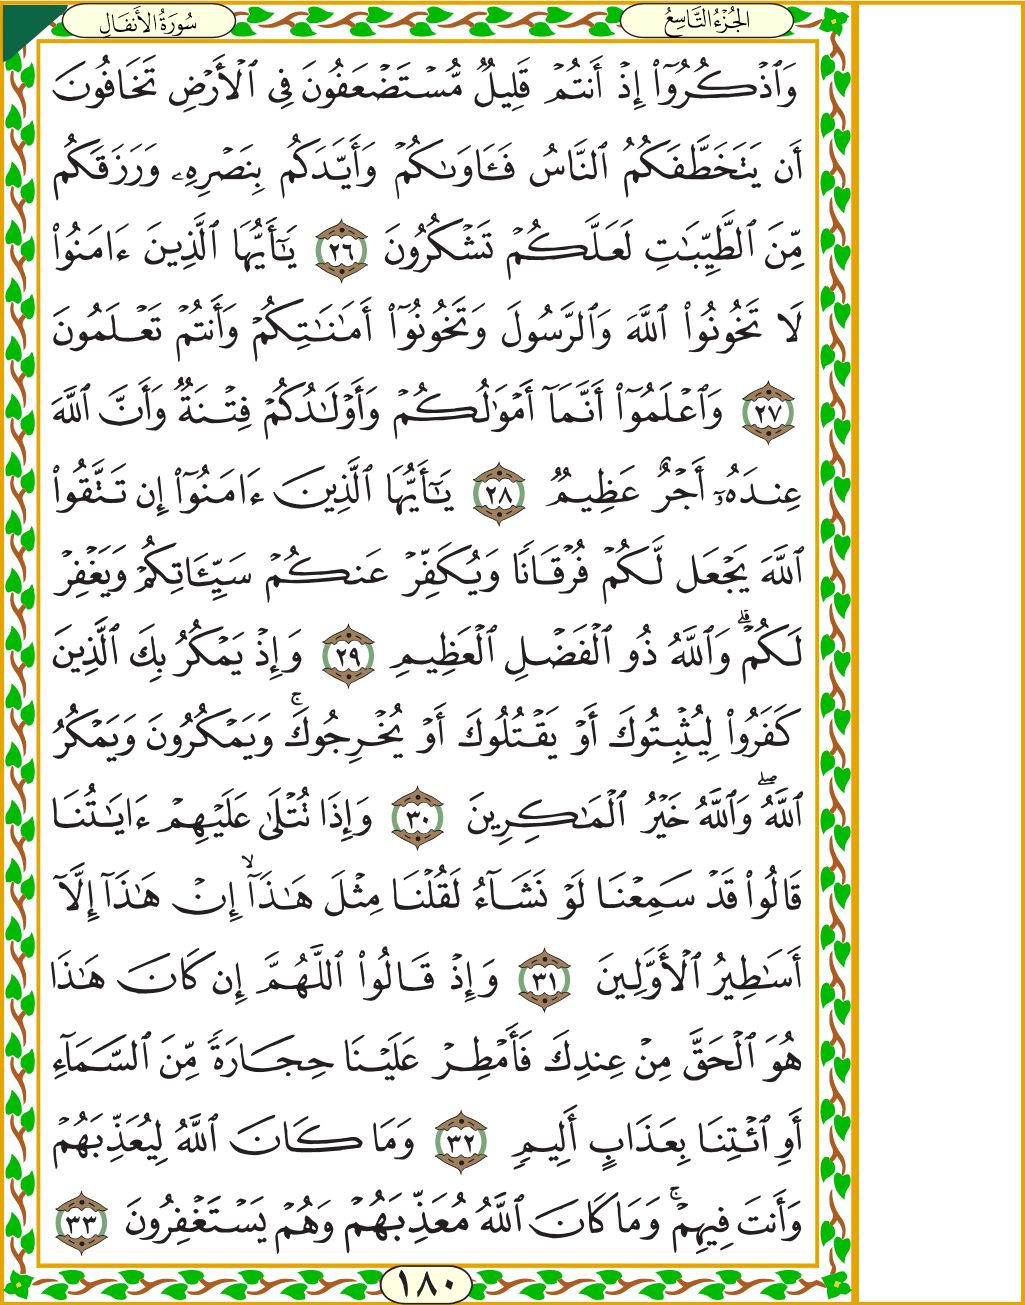 الجُزْءُ التَّاسِعُ
سُورَةُ الأَنفَالِ
وَٱذۡكُرُوٓاْ إِذۡ أَنتُمۡ قَلِيلٞ مُّسۡتَضۡعَفُونَ فِي ٱلۡأَرۡضِ تَخَافُونَ
أَن يَتَخَطَّفَكُمُ ٱلنَّاسُ فَـَٔاوَىٰكُمۡ وَأَيَّدَكُم بِنَصۡرِهِۦ وَرَزَقَكُم
مِّنَ ٱلطَّيِّبَٰتِ لَعَلَّكُمۡ تَشۡكُرُونَ ٢٦ يَٰٓأَيُّهَا ٱلَّذِينَ ءَامَنُواْ
لَا تَخُونُواْ ٱللَّهَ وَٱلرَّسُولَ وَتَخُونُوٓاْ أَمَٰنَٰتِكُمۡ وَأَنتُمۡ تَعۡلَمُونَ
٢٧ وَٱعۡلَمُوٓاْ أَنَّمَآ أَمۡوَٰلُكُمۡ وَأَوۡلَٰدُكُمۡ فِتۡنَةٞ وَأَنَّ ٱللَّهَ
عِندَهُۥٓ أَجۡرٌ عَظِيمٞ ٢٨ يَٰٓأَيُّهَا ٱلَّذِينَ ءَامَنُوٓاْ إِن تَتَّقُواْ
ٱللَّهَ يَجۡعَل لَّكُمۡ فُرۡقَانٗا وَيُكَفِّرۡ عَنكُمۡ سَيِّـَٔاتِكُمۡ وَيَغۡفِرۡ
لَكُمۡۗ وَٱللَّهُ ذُو ٱلۡفَضۡلِ ٱلۡعَظِيمِ ٢٩ وَإِذۡ يَمۡكُرُ بِكَ ٱلَّذِينَ
كَفَرُواْ لِيُثۡبِتُوكَ أَوۡ يَقۡتُلُوكَ أَوۡ يُخۡرِجُوكَۚ وَيَمۡكُرُونَ وَيَمۡكُرُ
ٱللَّهُۖ وَٱللَّهُ خَيۡرُ ٱلۡمَٰكِرِينَ ٣٠ وَإِذَا تُتۡلَىٰ عَلَيۡهِمۡ ءَايَٰتُنَا
قَالُواْ قَدۡ سَمِعۡنَا لَوۡ نَشَآءُ لَقُلۡنَا مِثۡلَ هَٰذَآۙ إِنۡ هَٰذَآ إِلَّآ
أَسَٰطِيرُ ٱلۡأَوَّلِينَ ٣١ وَإِذۡ قَالُواْ ٱللَّهُمَّ إِن كَانَ هَٰذَا
هُوَ ٱلۡحَقَّ مِنۡ عِندِكَ فَأَمۡطِرۡ عَلَيۡنَا حِجَارَةٗ مِّنَ ٱلسَّمَآءِ
أَوِ ٱئۡتِنَا بِعَذَابٍ أَلِيمٖ ٣٢ وَمَا كَانَ ٱللَّهُ لِيُعَذِّبَهُمۡ
وَأَنتَ فِيهِمۡۚ وَمَا كَانَ ٱللَّهُ مُعَذِّبَهُمۡ وَهُمۡ يَسۡتَغۡفِرُونَ ٣٣
١٨٠